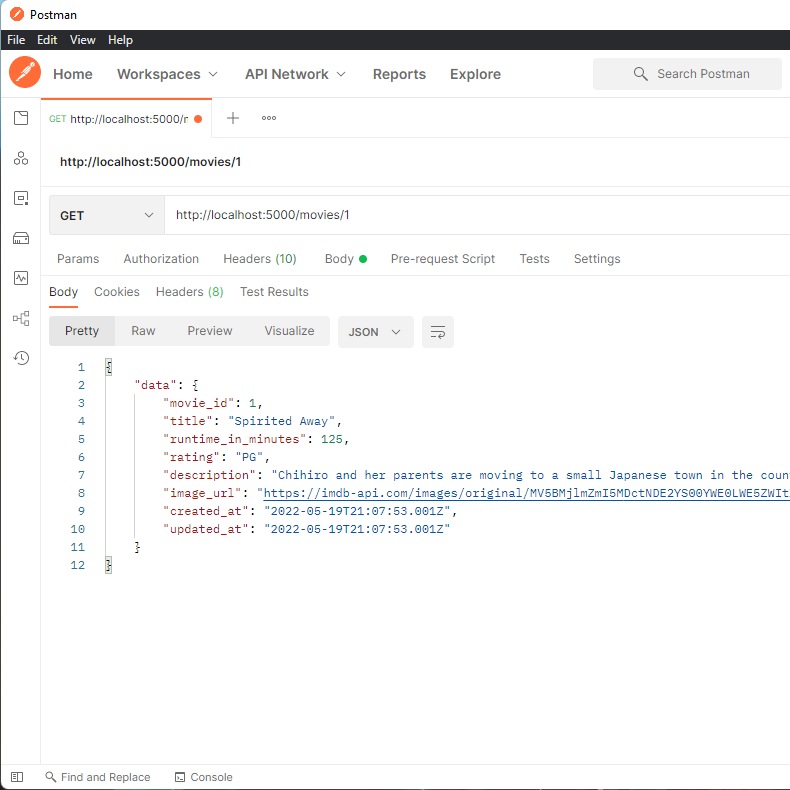 Postman
File Edit View Help
Home Workspaces API Network Reports Explore Search Postman
GET http://localhost:5000/r
http://localhost:5000/movies/1
GET http://localhost:5000/movies/1
Params Authorization Headers (10) Body Pre-request Script Tests Settings
Body Cookies Headers (8) Test Results
Pretty Raw Preview Visualize JSON
1 {
2 "data": {
3 "movie_id": 1,
4 "title": "Spirited Away",
5 "runtime_in_minutes": 125,
6 "rating": "PG",
7 "description": "Chihiro and her parents are moving to a small Japanese town in the coun
8 "image_url": "https://imdb-api.com/images/original/MV5BMjlmZmI5MDctNDE2YS00YWE0LWE5ZWIt
9 "created_at": "2022-05-19T21:07:53.001Z",
10 "updated_at": "2022-05-19T21:07:53.001Z"
11 }
12 }
Find and Replace Console